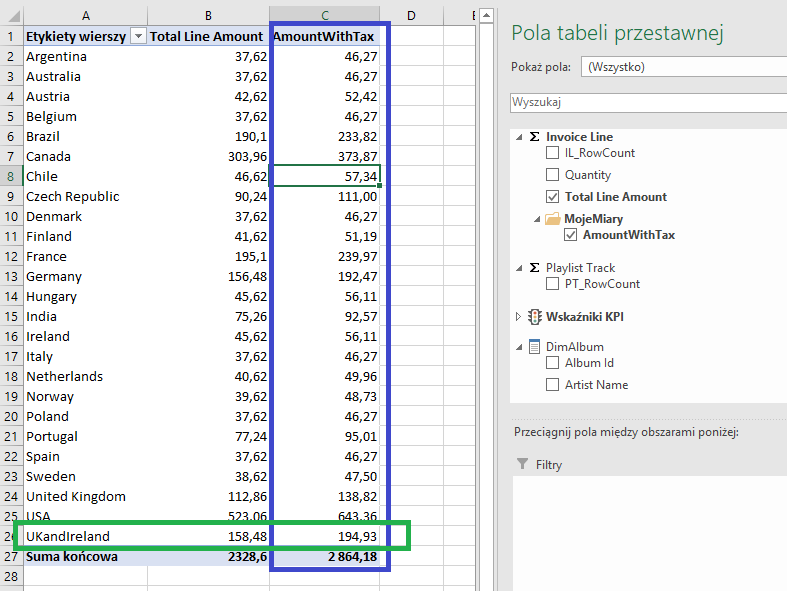 A B C D E
1 Etykiety wierszy Total Line Amount AmountWithTax
2 Argentina 37,62 46,27
3 Australia 37,62 46,27
4 Austria 42,62 52,42
5 Belgium 37,62 46,27
6 Brazil 190,1 233,82
7 Canada 303,96 373,87
8 Chile 46,62 57,34
9 Czech Republic 90,24 111,00
10 Denmark 37,62 46,27
11 Finland 41,62 51,19
12 France 195,1 239,97
13 Germany 156,48 192,47
14 Hungary 45,62 56,11
15 India 75,26 92,57
16 Ireland 45,62 56,11
17 Italy 37,62 46,27
18 Netherlands 40,62 49,96
19 Norway 39,62 48,73
20 Poland 37,62 46,27
21 Portugal 77,24 95,01
22 Spain 37,62 46,27
23 Sweden 38,62 47,50
24 United Kingdom 112,86 138,82
25 USA 523,06 643,36
26 UKandIreland 158,48 194,93
27 Suma końcowa 2328,6 2 864,18
28
Pola tabeli przestawnej
Pokaż pola: (Wszystko)
Wyszukaj
Σ Invoice Line
IL_RowCount
Quantity
Total Line Amount
MojeMiary
AmountWithTax
Σ Playlist Track
PT_RowCount
Wskaźniki KPI
DimAlbum
Album Id
Artist Name
Przeciągnij pola między obszarami poniżej:
Filtry